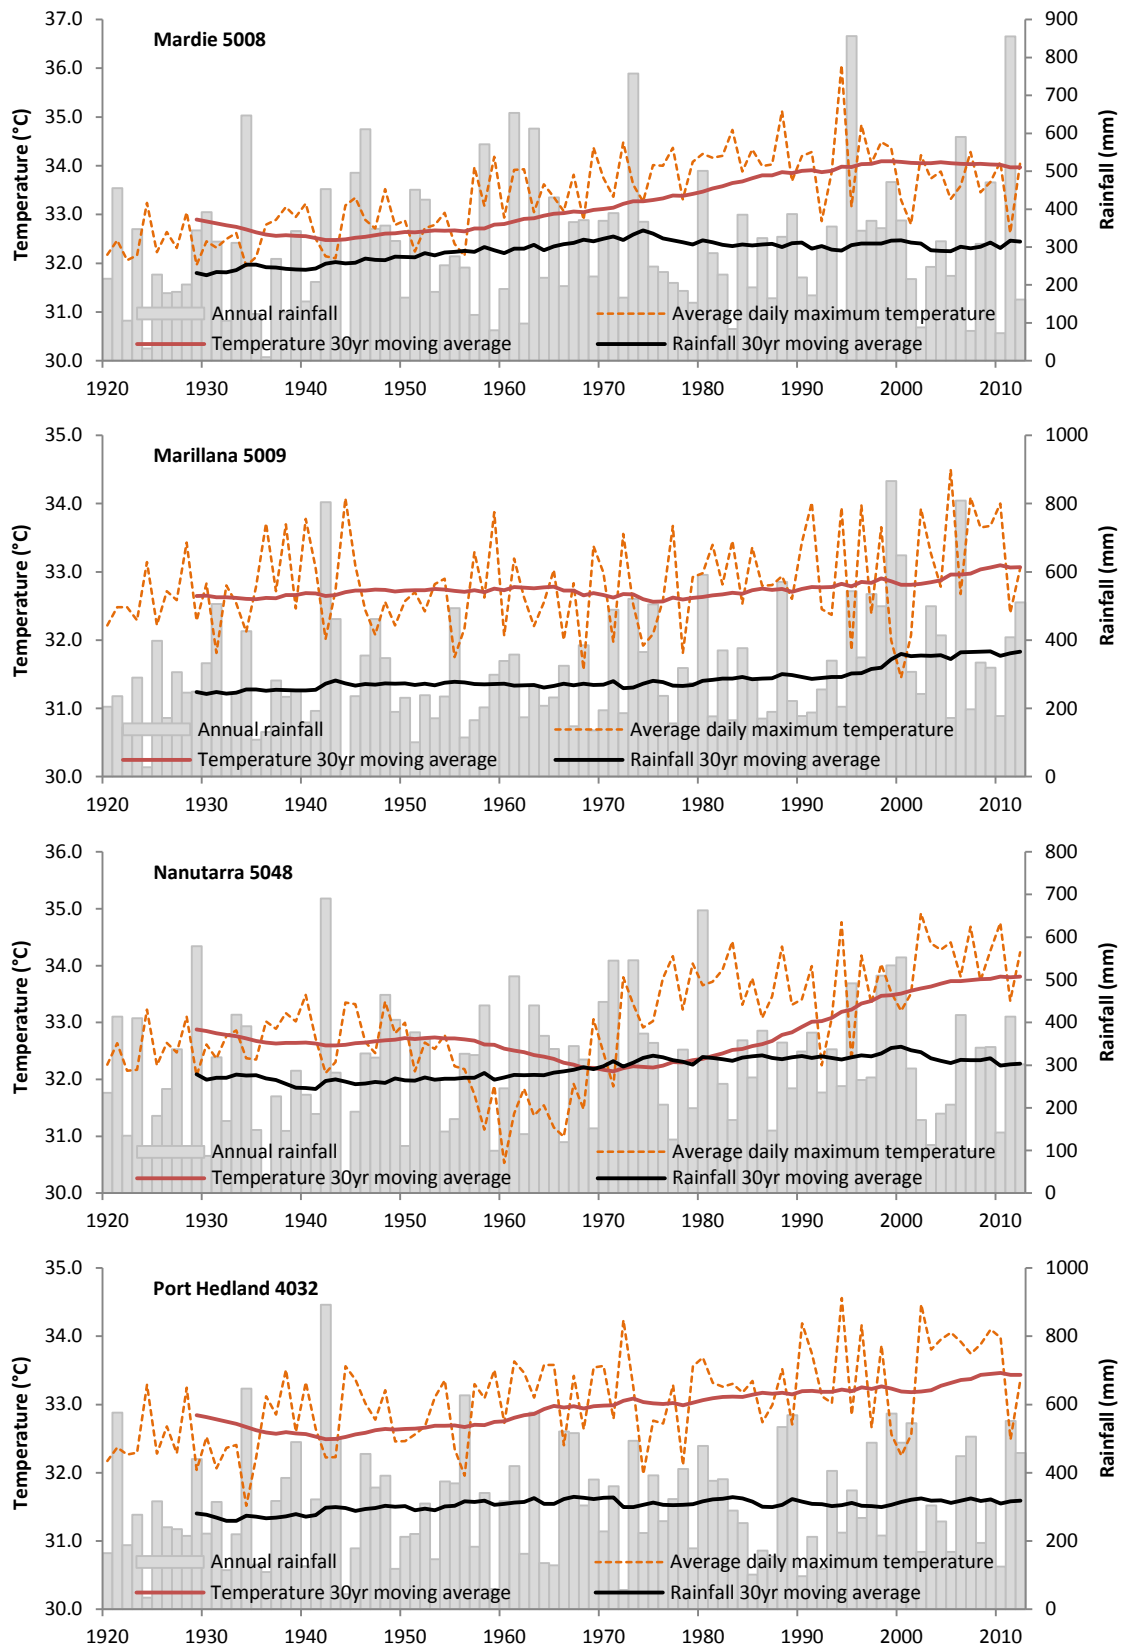 Mardie 5008
Temperature (°C)
Rainfall (mm)
37.0
36.0
35.0
34.0
33.0
32.0
31.0
30.0
900
800
700
600
500
400
300
200
100
0
Annual rainfall
Average daily maximum temperature
Temperature 30yr moving average
Rainfall 30yr moving average
1920 1930 1940 1950 1960 1970 1980 1990 2000 2010
Marillana 5009
Temperature (°C)
Rainfall (mm)
35.0
34.0
33.0
32.0
31.0
30.0
1000
800
600
400
200
0
Annual rainfall
Average daily maximum temperature
Temperature 30yr moving average
Rainfall 30yr moving average
1920 1930 1940 1950 1960 1970 1980 1990 2000 2010
Nanutarra 5048
Temperature (°C)
Rainfall (mm)
36.0
35.0
34.0
33.0
32.0
31.0
30.0
800
700
600
500
400
300
200
100
0
Annual rainfall
Average daily maximum temperature
Temperature 30yr moving average
Rainfall 30yr moving average
1920 1930 1940 1950 1960 1970 1980 1990 2000 2010
Port Hedland 4032
Temperature (°C)
Rainfall (mm)
35.0
34.0
33.0
32.0
31.0
30.0
1000
800
600
400
200
0
Annual rainfall
Average daily maximum temperature
Temperature 30yr moving average
Rainfall 30yr moving average
1920 1930 1940 1950 1960 1970 1980 1990 2000 2010